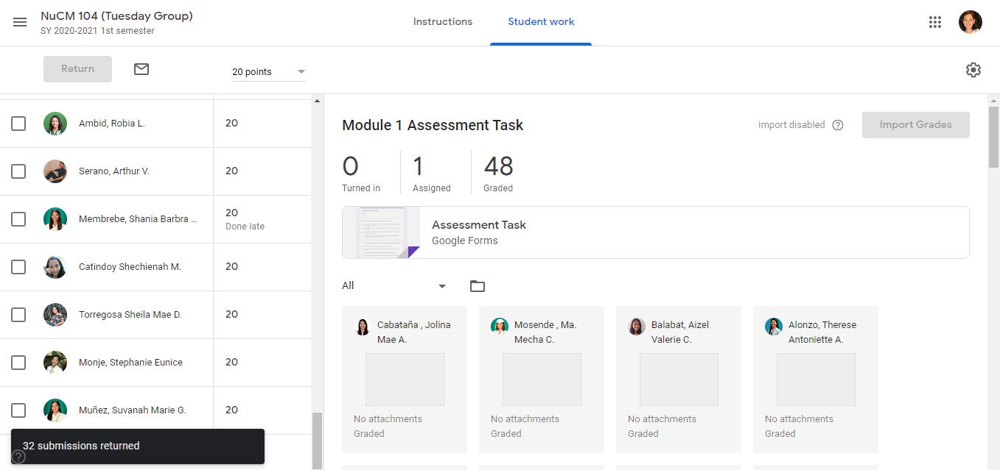 NuCM 104 (Tuesday Group)
SY 2020-2021 1st semester
Instructions
Student work
Return
20 points
Ambid, Robia L.
20
Serano, Arthur V.
20
Membrebe, Shania Barbra ...
20
Done late
Catindoy Shechienah M.
20
Torregosa Sheila Mae D.
20
Monje, Stephanie Eunice
20
Muñez, Suvanah Marie G.
20
32 submissions returned
Module 1 Assessment Task
Import disabled
Import Grades
0
Turned in
1
Assigned
48
Graded
Assessment Task
Google Forms
All
Cabataña , Jolina
Mae A.
No attachments
Graded
Mosende , Ma.
Mecha C.
No attachments
Graded
Balabat, Aizel
Valerie C.
No attachments
Graded
Alonzo, Therese
Antoniette A.
No attachments
Graded